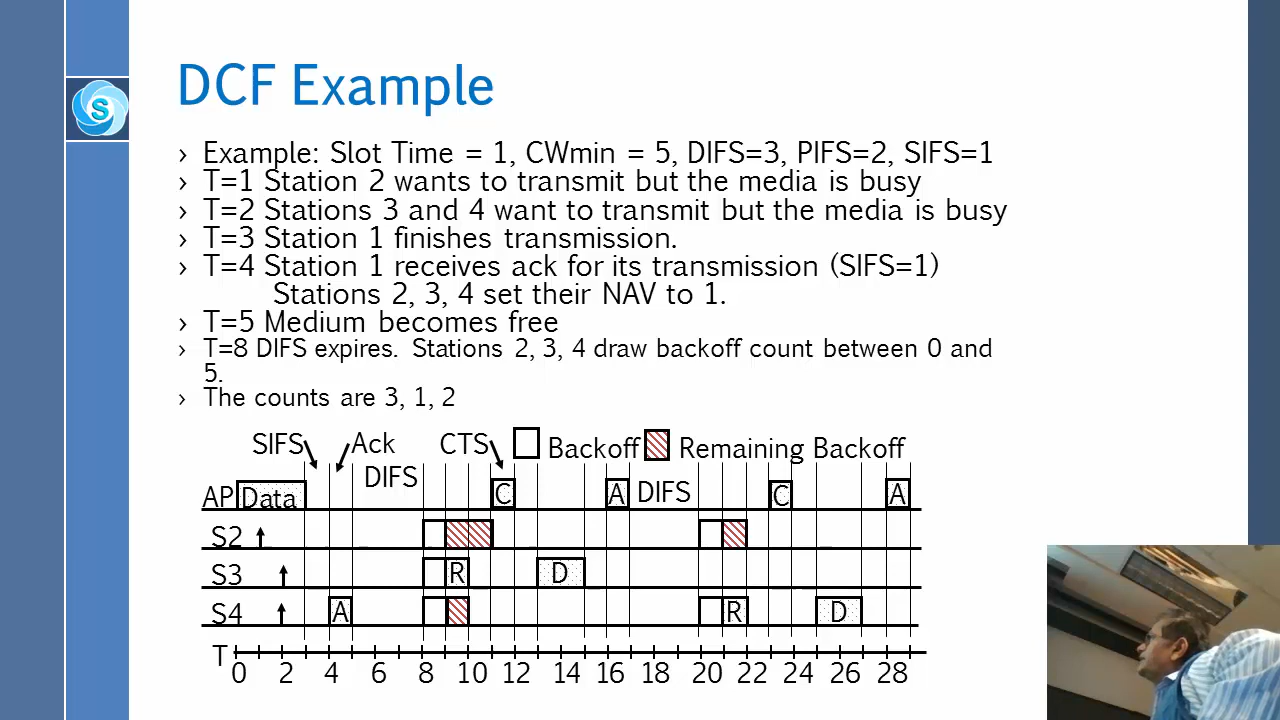 S
DCF Example
› Example: Slot Time = 1, CWmin = 5, DIFS=3, PIFS=2, SIFS=1
› T=1 Station 2 wants to transmit but the media is busy
› T=2 Stations 3 and 4 want to transmit but the media is busy
› T=3 Station 1 finishes transmission.
› T=4 Station 1 receives ack for its transmission (SIFS=1)
Stations 2, 3, 4 set their NAV to 1.
› T=5 Medium becomes free
› T=8 DIFS expires. Stations 2, 3, 4 draw backoff count between 0 and
5.
› The counts are 3, 1, 2
SIFS Ack CTS Backoff Remaining Backoff
DIFS
AP Data C A DIFS C A
S2
S3 R D
S4 A R D
T
0 2 4 6 8 10 12 14 16 18 20 22 24 26 28